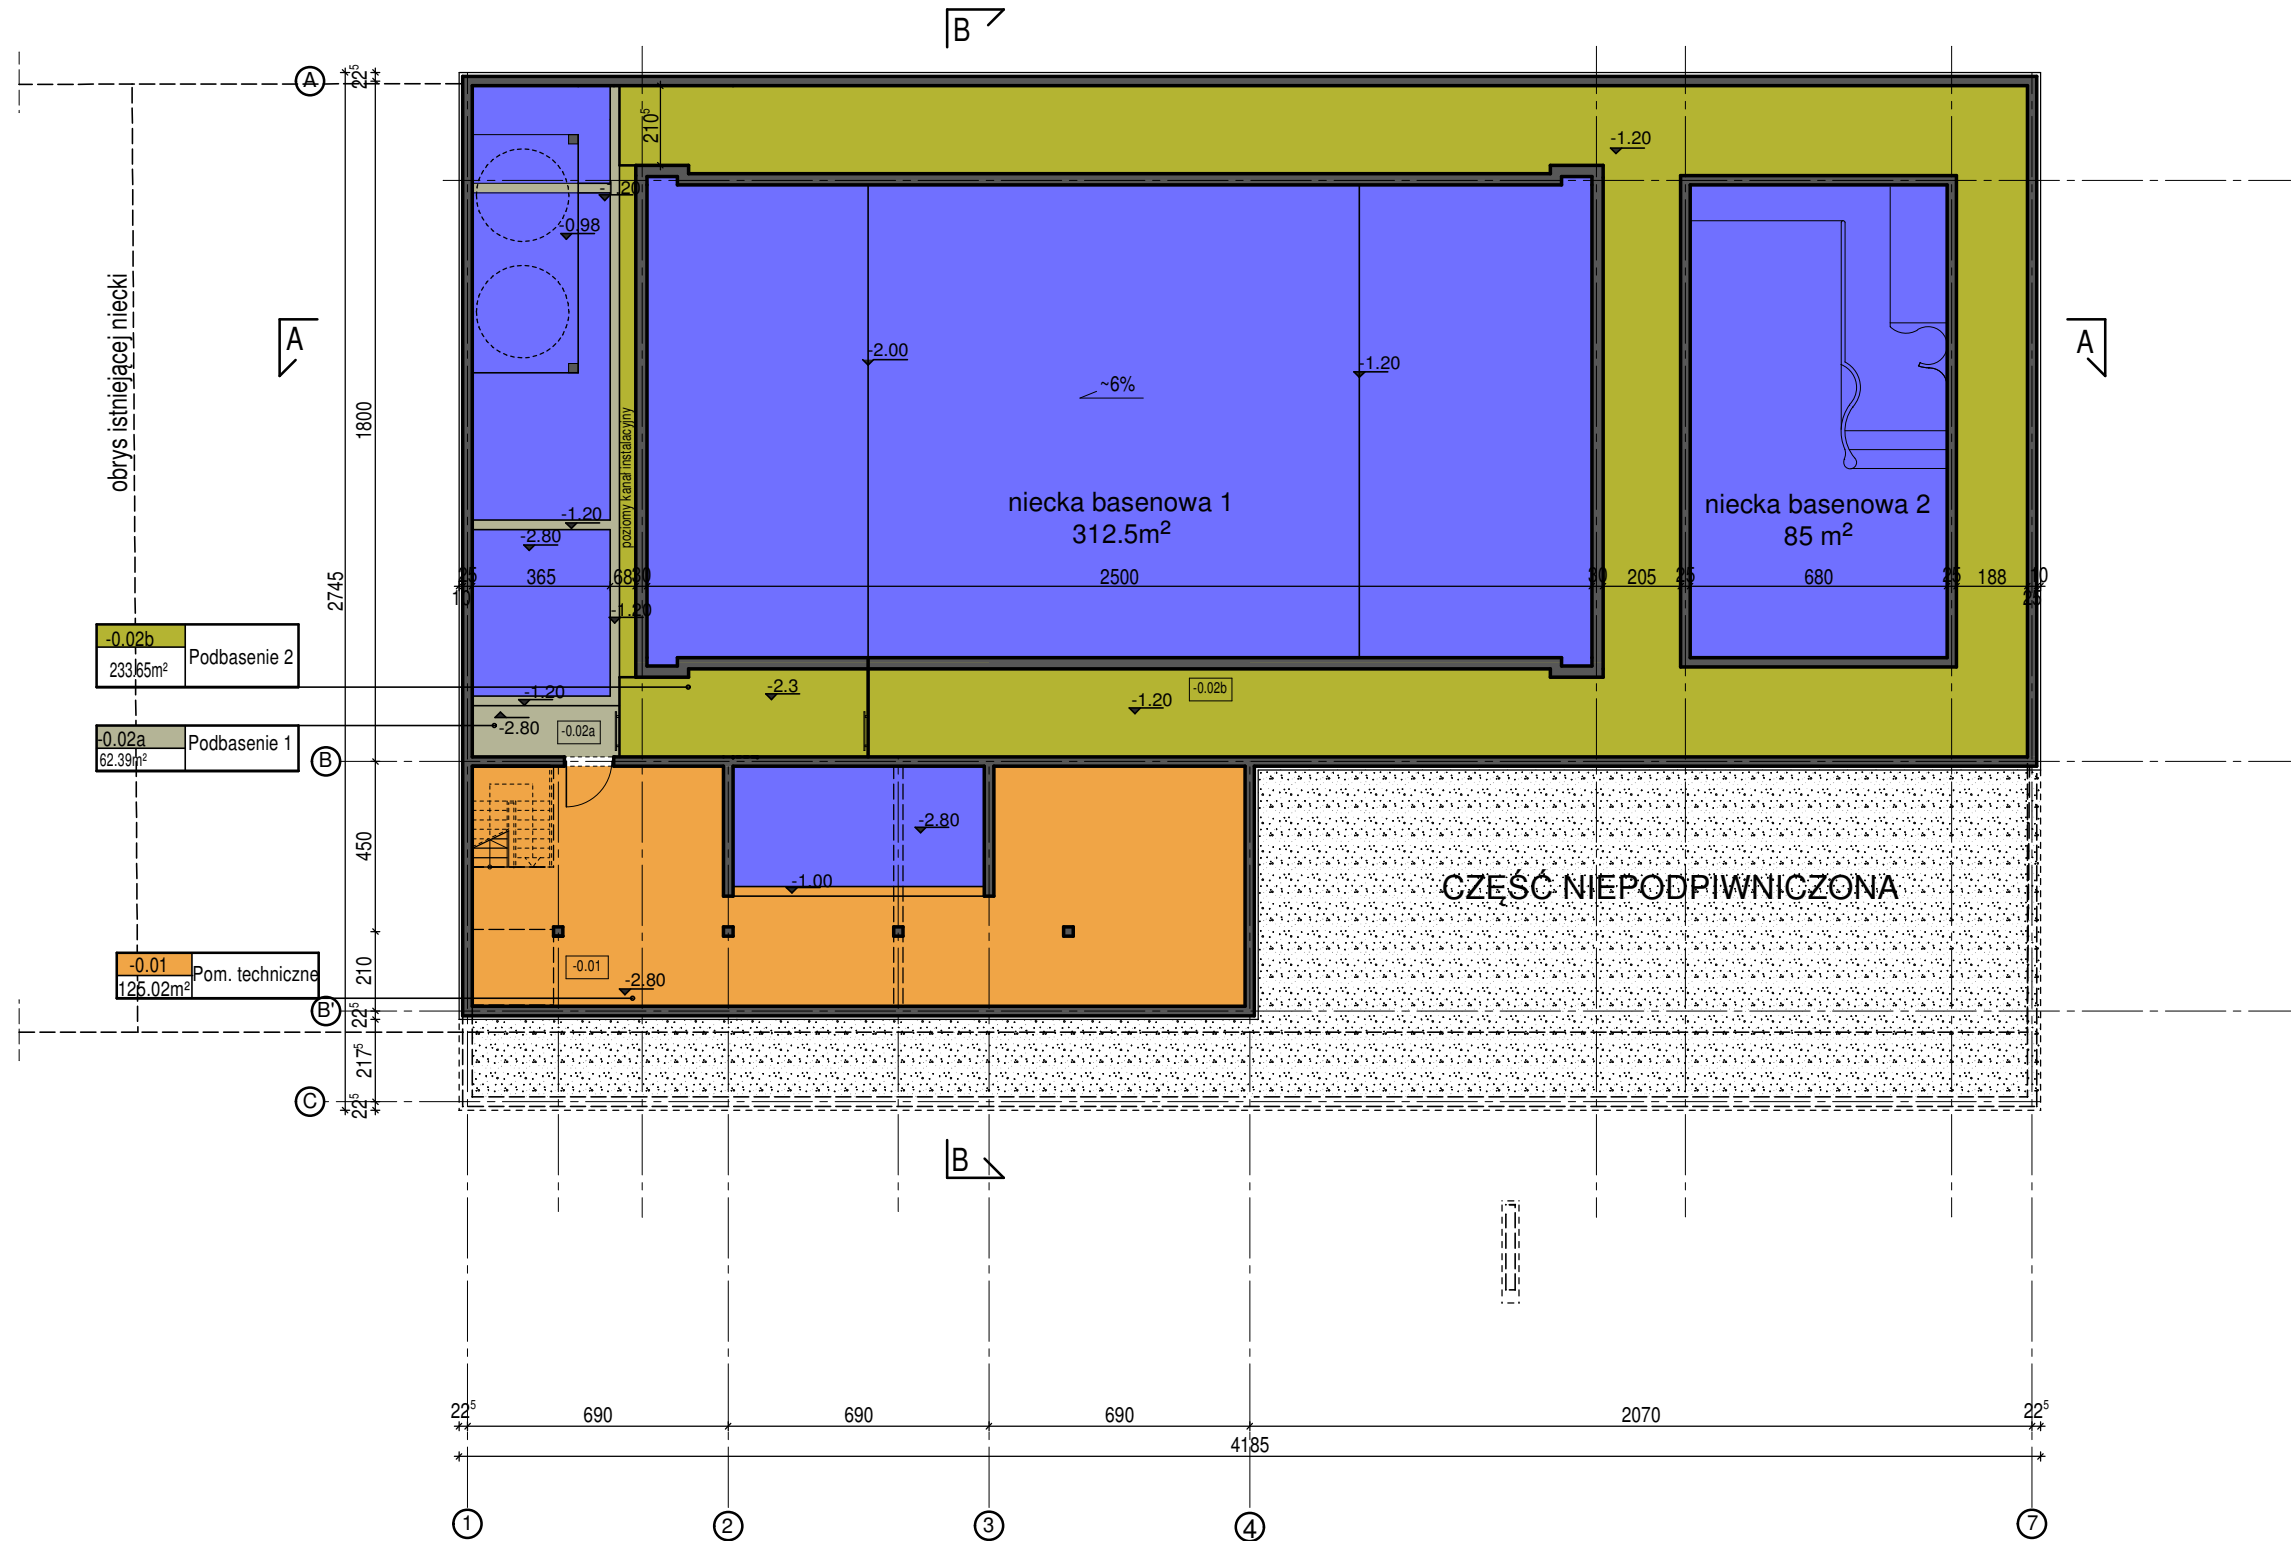 B
A
22⁵
210⁵
-1.20
-1.20
-0.98
obrys istniejącej niecki
A
A
-2.00
-1.20
~6%
1800
poziomy kanał instalacyjny
niecka basenowa 1
312.5m²
niecka basenowa 2
85 m²
-1.20
-2.80
2745
25
10
365
68
30
2500
30
205
25
680
25
188
10
25
-1.20
-0.02b
233.65m²
Podbasenie 2
-1.20
-2.3
-0.02b
-1.20
-2.80
-0.02a
-0.02a
62.39m²
Podbasenie 1
B
-2.80
450
-1.00
CZĘŚĆ NIEPODPIWNICZONA
210
-0.01
125.02m²
Pom. techniczne
-0.01
-2.80
B'
22⁵
217⁵
C
22⁵
B
22⁵
690
690
690
2070
22⁵
4185
1
2
3
4
7